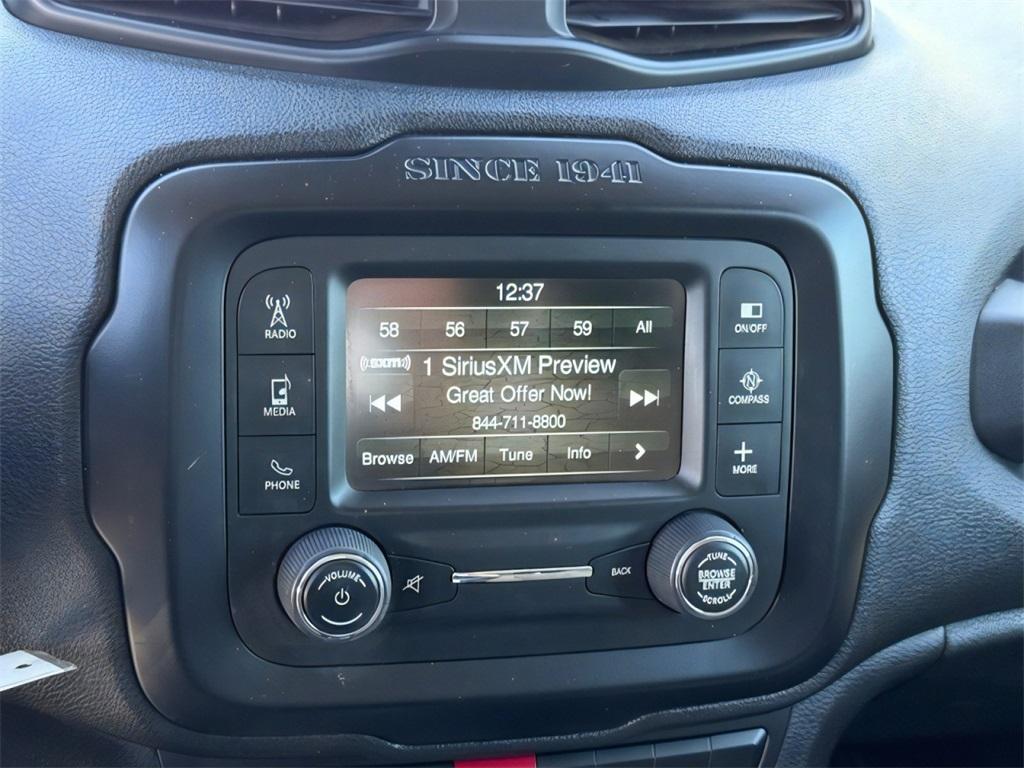 SINCE 1941
RADIO
MEDIA
PHONE
12:37
58 56 57 59 All
((SXM)) 1 SiriusXM Preview
Great Offer Now!
844-711-8800
Browse AM/FM Tune Info >
ON/OFF
N
COMPASS
+
MORE
VOLUME
BACK
TUNE
BROWSE
ENTER
SCROLL